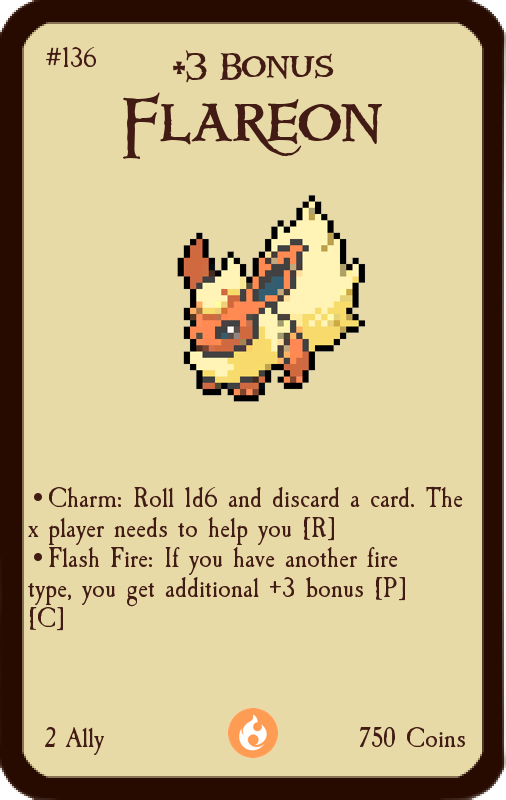 #136
+3 Bonus
Flareon
•Charm: Roll 1d6 and discard a card. The
x player needs to help you [R]
•Flash Fire: If you have another fire
type, you get additional +3 bonus [P]
[C]
2 Ally
750 Coins